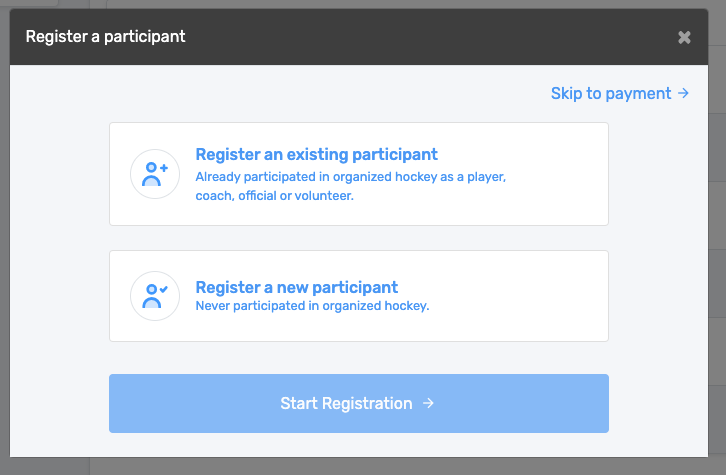 Register a participant
Skip to payment
Register an existing participant
Already participated in organized hockey as a player,
coach, official or volunteer.
Register a new participant
Never participated in organized hockey.
Start Registration